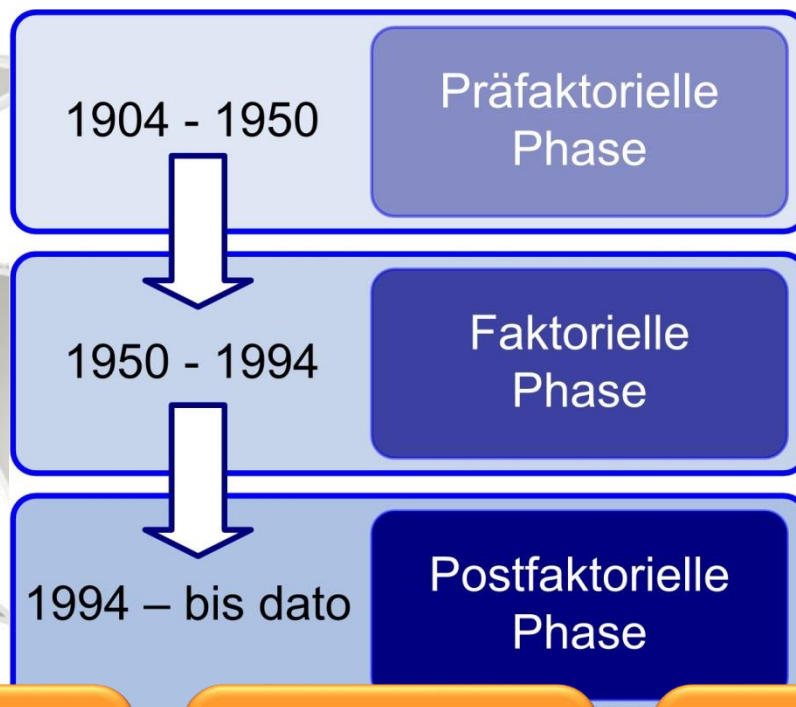 1904 - 1950
Präfaktorielle
Phase
1950 - 1994
Faktorielle
Phase
1994 – bis dato
Postfaktorielle
Phase